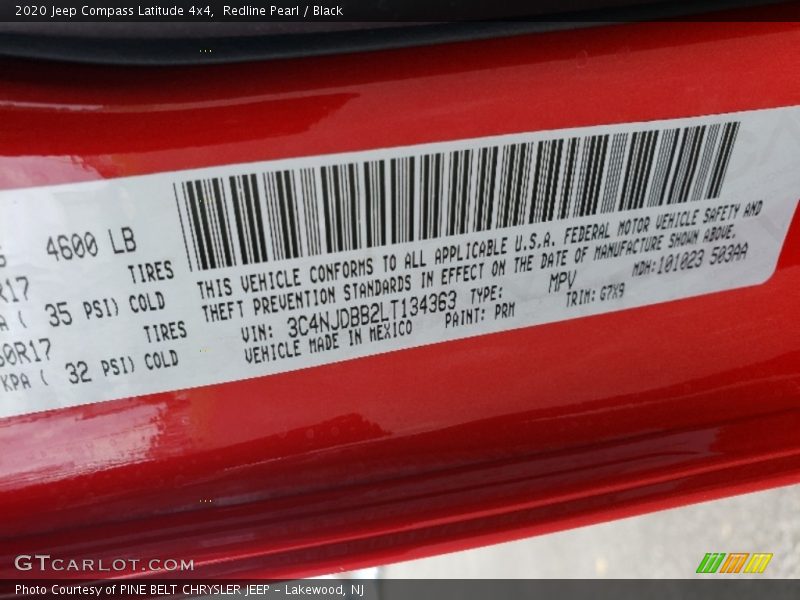 2020 Jeep Compass Latitude 4x4, Redline Pearl / Black
4600 LB
R17 TIRES
( 35 PSI) COLD
60R17 TIRES
KPA ( 32 PSI) COLD
THIS VEHICLE CONFORMS TO ALL APPLICABLE U.S.A. FEDERAL MOTOR VEHICLE SAFETY AND
THEFT PREVENTION STANDARDS IN EFFECT ON THE DATE OF MANUFACTURE SHOWN ABOVE.
VIN: 3C4NJDBB2LT134363 TYPE: MPV MDH:101023 503AA
VEHICLE MADE IN MEXICO PAINT: PRM TRIM: G7X9
GTCARLOT.COM
Photo Courtesy of PINE BELT CHRYSLER JEEP - Lakewood, NJ